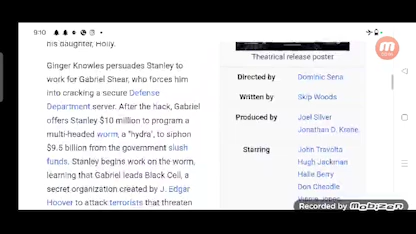 9:10
his daughter, Holly.
Ginger Knowles persuades Stanley to
work for Gabriel Shear, who forces him
into cracking a secure Defense
Department server. After the hack, Gabriel
offers Stanley $10 million to program a
multi-headed worm, a "hydra', to siphon
$9.5 billion from the government slush
funds. Stanley begins work on the worm,
learning that Gabriel leads Black Cell, a
secret organization created by J. Edgar
Hoover to attack terrorists that threaten
Theatrical release poster
Directed by Dominic Sena
Written by Skip Woods
Produced by Joel Silver
Jonathan D. Krane
Starring John Travolta
Hugh Jackman
Halle Berry
Don Cheadle
Vinnie Jones
Recorded by Mobizen